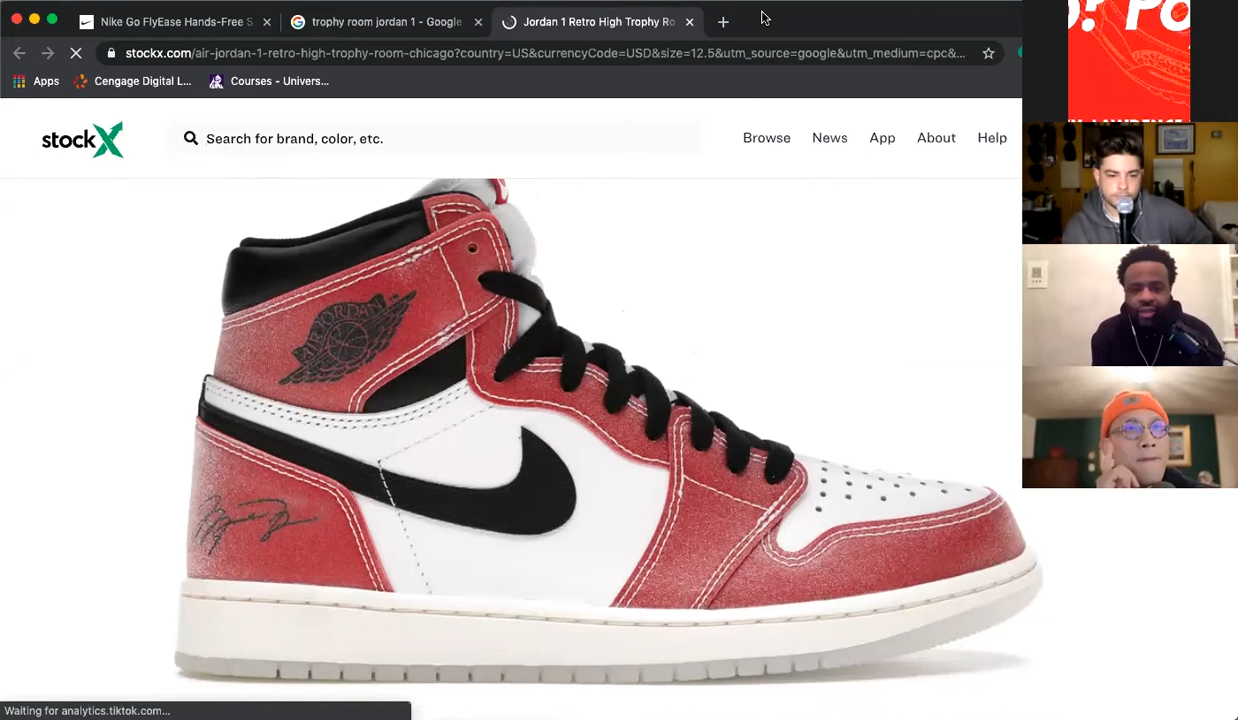 Nike Go FlyEase Hands-Free S
trophy room jordan 1 - Google
Jordan 1 Retro High Trophy Ro
stockx.com/air-jordan-1-retro-high-trophy-room-chicago?country=US&currencyCode=USD&size=12.5&utm_source=google&utm_medium=cpc&...
Apps
Cengage Digital L...
Courses - Univers...
stockX
Search for brand, color, etc.
Browse
News
App
About
Help
AIR JORDAN
Waiting for analytics.tiktok.com...